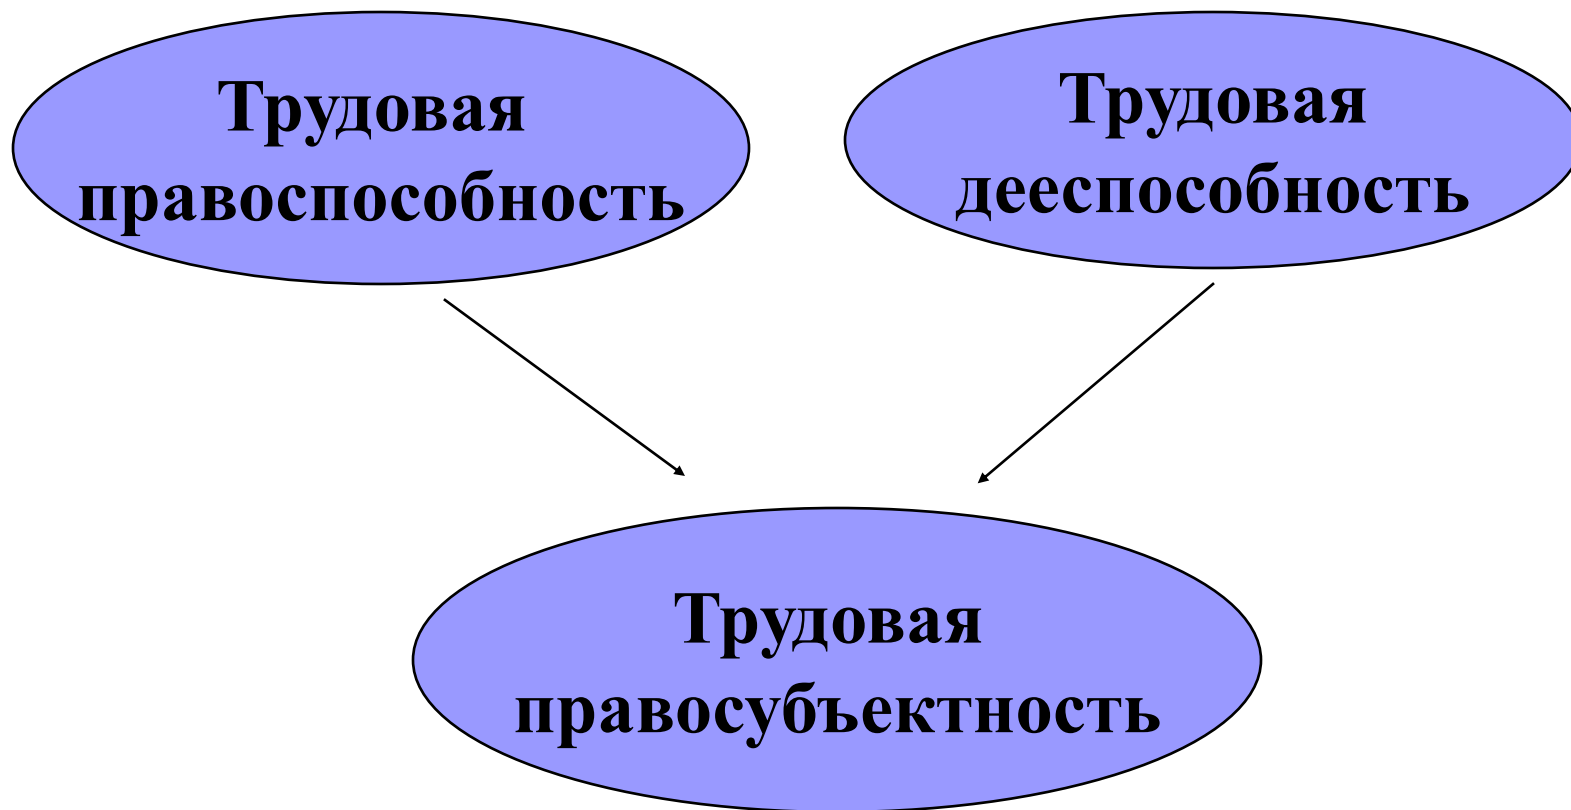 Трудовая
правоспособность
Трудовая
дееспособность
Трудовая
правосубъектность